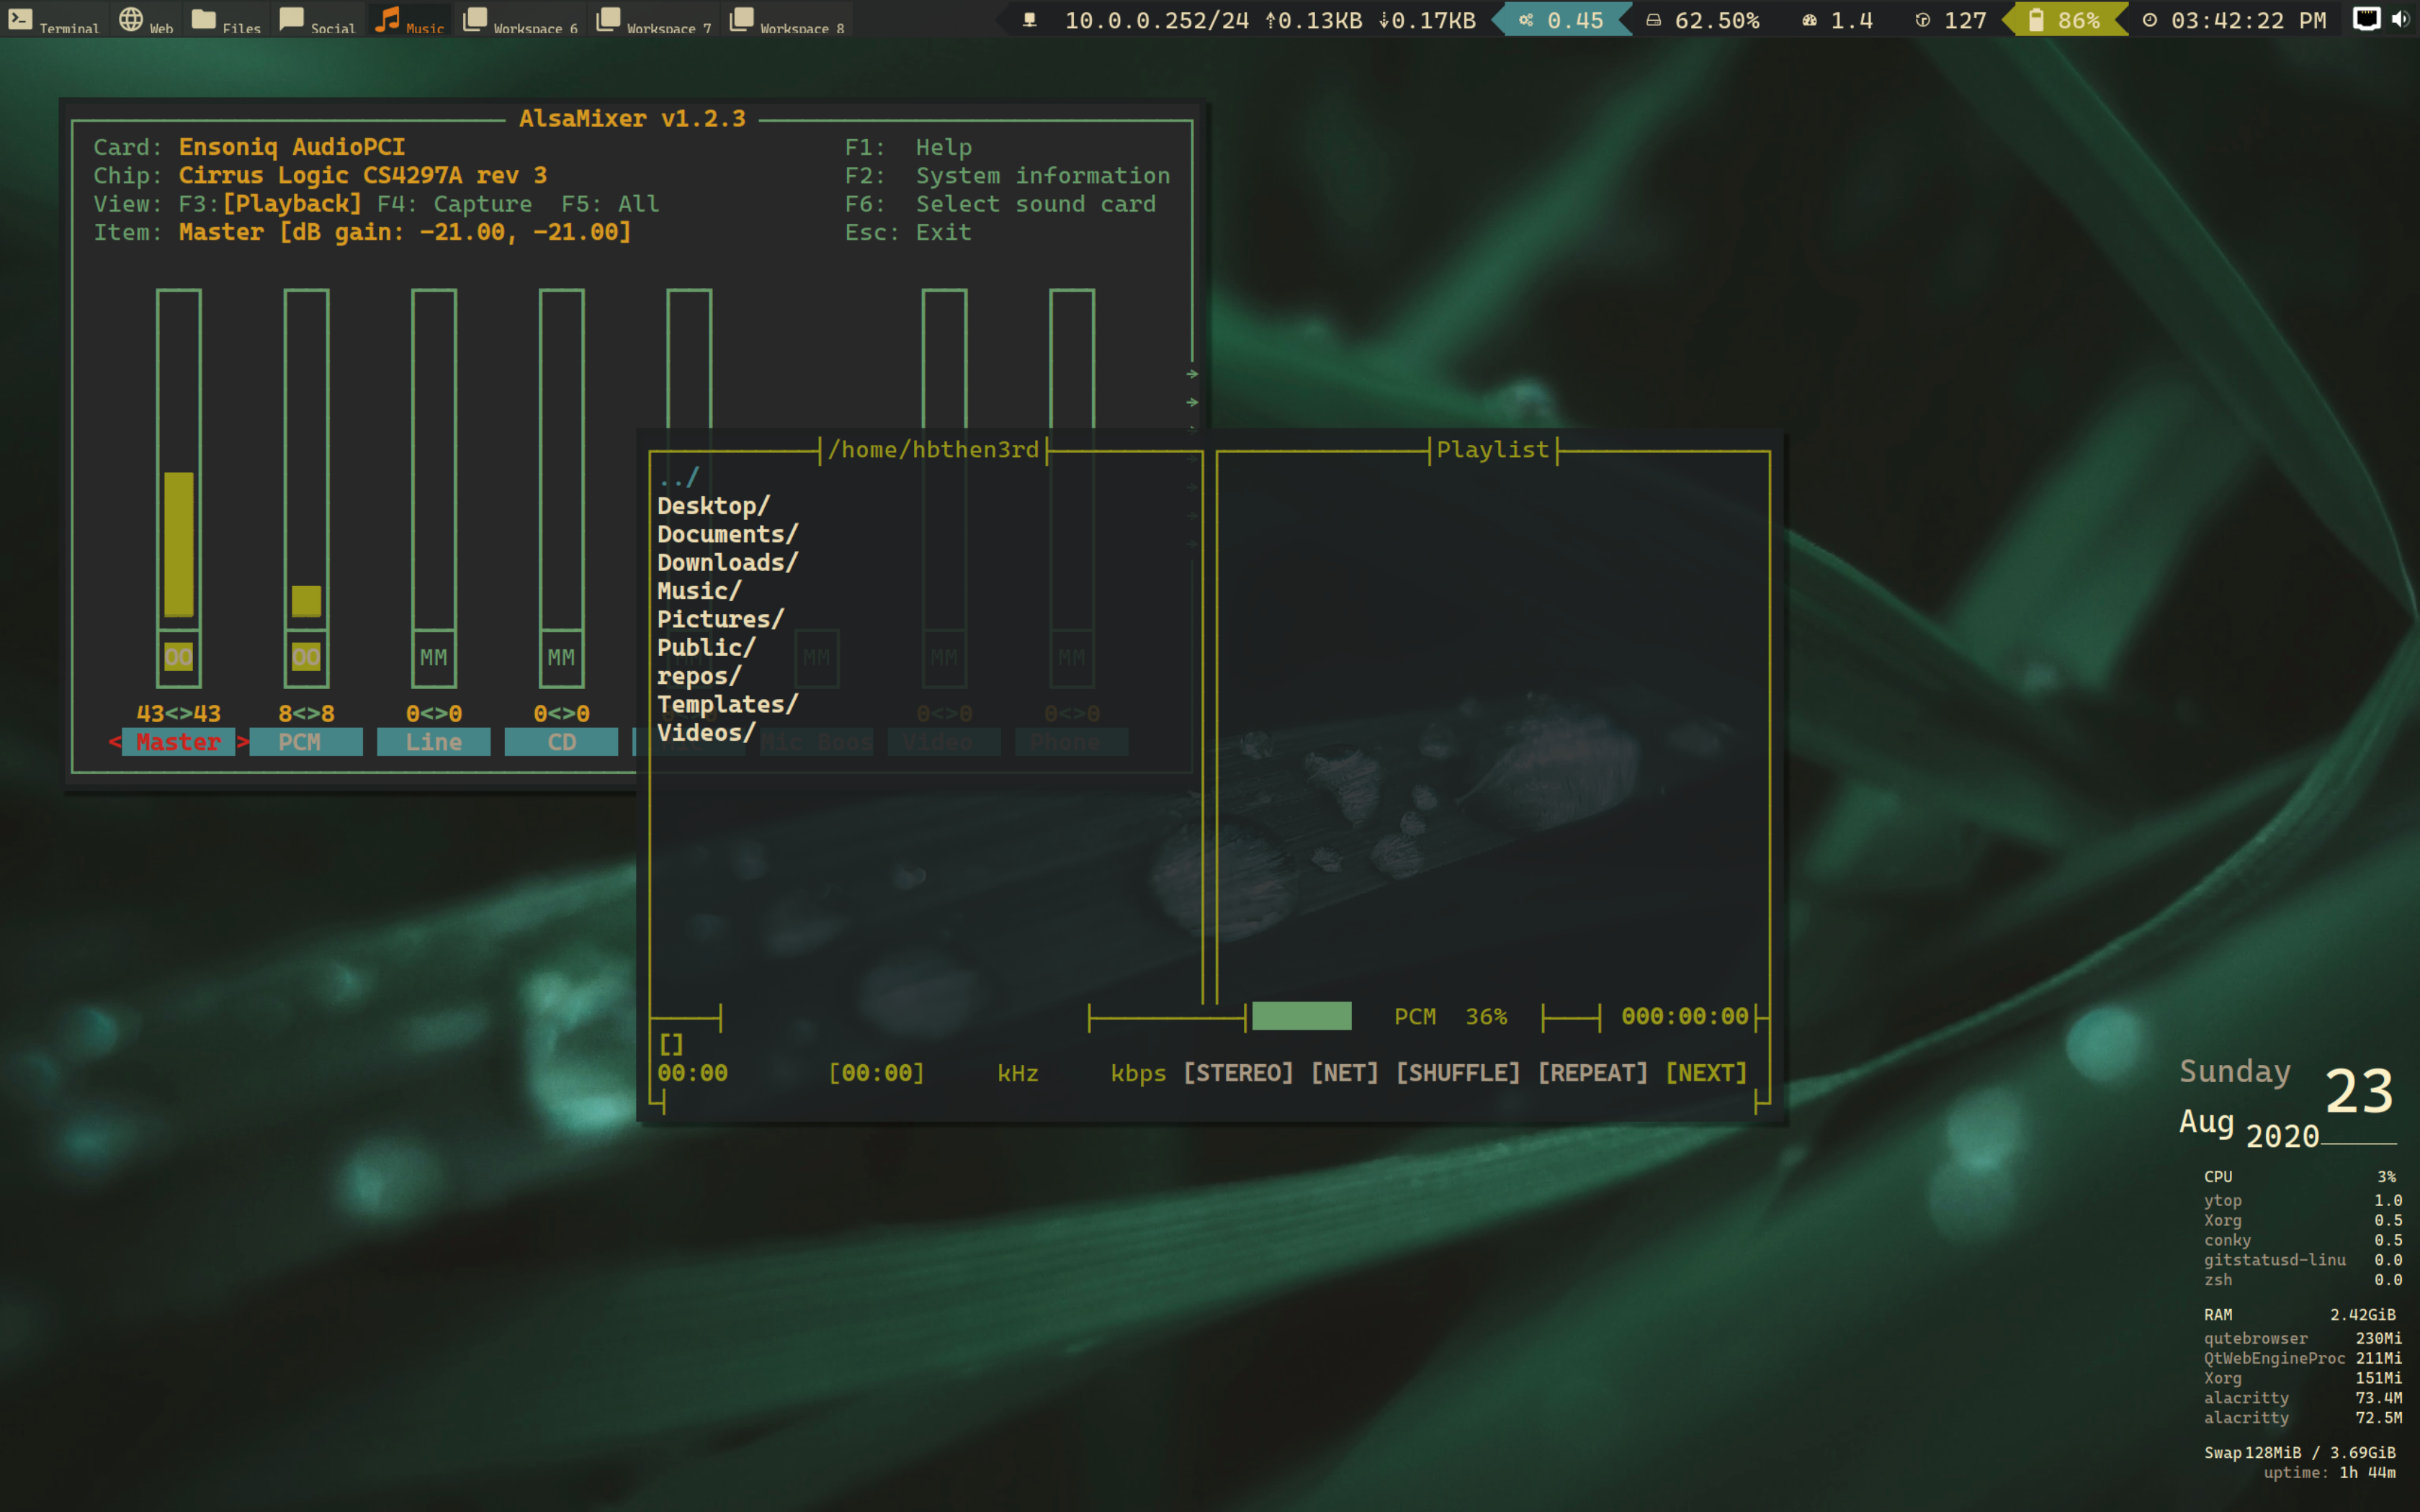 Terminal Web Files Social Music Workspace 6 Workspace 7 Workspace 8
10.0.0.252/24 ⇡0.13KB ⇣0.17KB 0.45 62.50% 1.4 127 86% 03:42:22 PM
AlsaMixer v1.2.3
Card: Ensoniq AudioPCI F1: Help
Chip: Cirrus Logic CS4297A rev 3 F2: System information
View: F3:[Playback] F4: Capture F5: All F6: Select sound card
Item: Master [dB gain: -21.00, -21.00] Esc: Exit
OO OO MM MM MM MM MM MM
43<>43 8<>8 0<>0 0<>0 0<>0 0<>0
< Master > PCM Line CD Mic Boos Video Phone
/home/hbthen3rd
../
Desktop/
Documents/
Downloads/
Music/
Pictures/
Public/
repos/
Templates/
Videos/
Playlist
PCM 36% 000:00:00
[]
00:00 [00:00] kHz kbps [STEREO] [NET] [SHUFFLE] [REPEAT] [NEXT]
Sunday 23
Aug 2020
CPU 3%
ytop 1.0
Xorg 0.5
conky 0.5
gitstatusd-linu 0.0
zsh 0.0
RAM 2.42GiB
qutebrowser 230Mi
QtWebEngineProc 211Mi
Xorg 151Mi
alacritty 73.4M
alacritty 72.5M
Swap128MiB / 3.69GiB
uptime: 1h 44m